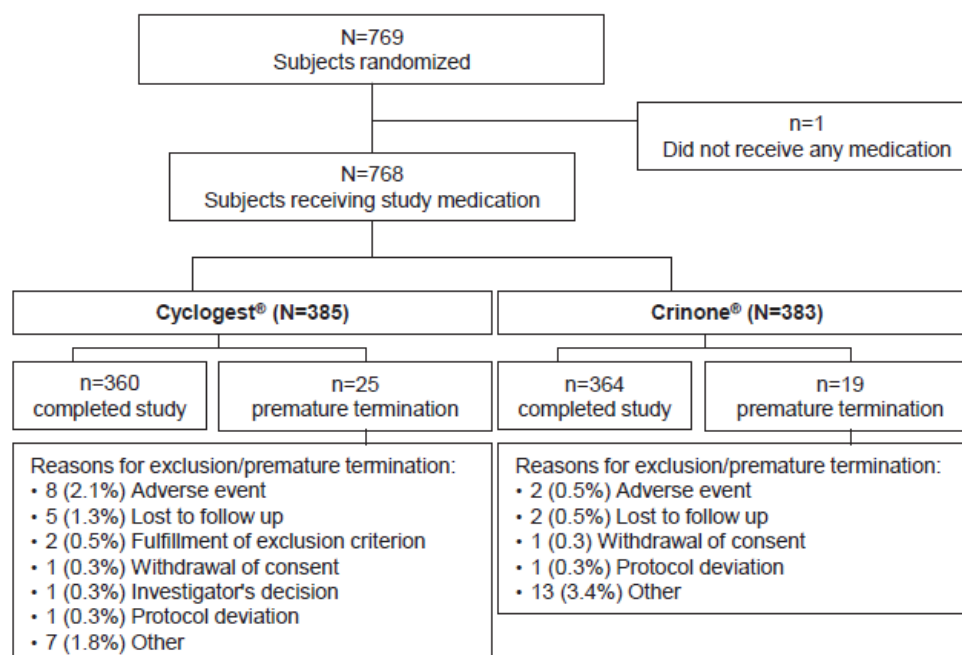 N=769
Subjects randomized
n=1
Did not receive any medication
N=768
Subjects receiving study medication
Cyclogest® (N=385)
Crinone® (N=383)
n=360
completed study
n=25
premature termination
n=364
completed study
n=19
premature termination
Reasons for exclusion/premature termination:
• 8 (2.1%) Adverse event
• 5 (1.3%) Lost to follow up
• 2 (0.5%) Fulfillment of exclusion criterion
• 1 (0.3%) Withdrawal of consent
• 1 (0.3%) Investigator's decision
• 1 (0.3%) Protocol deviation
• 7 (1.8%) Other
Reasons for exclusion/premature termination:
• 2 (0.5%) Adverse event
• 2 (0.5%) Lost to follow up
• 1 (0.3) Withdrawal of consent
• 1 (0.3%) Protocol deviation
• 13 (3.4%) Other